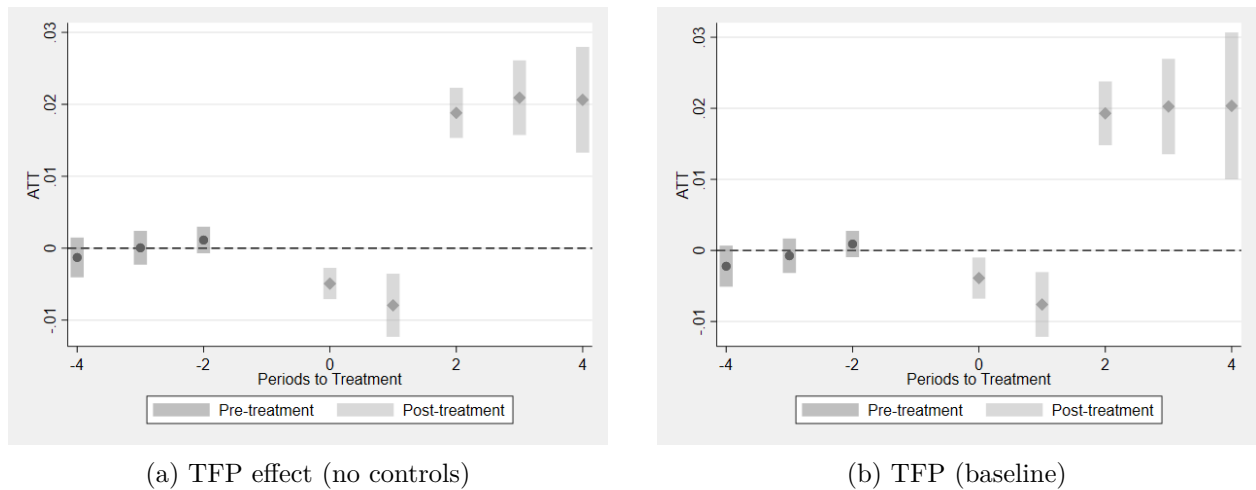 .03
.02
.01
0
-.01
ATT
-4
-2
0
2
4
Periods to Treatment
Pre-treatment
Post-treatment
(a) TFP effect (no controls)
.03
.02
.01
0
-.01
ATT
-4
-2
0
2
4
Periods to Treatment
Pre-treatment
Post-treatment
(b) TFP (baseline)